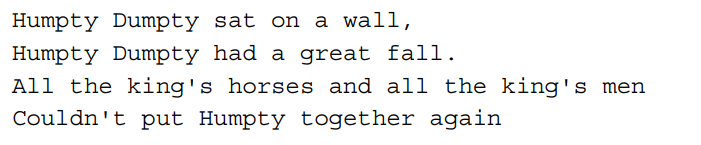 Humpty Dumpty sat on a wall,
Humpty Dumpty had a great fall.
All the king's horses and all the king's men
Couldn't put Humpty together again